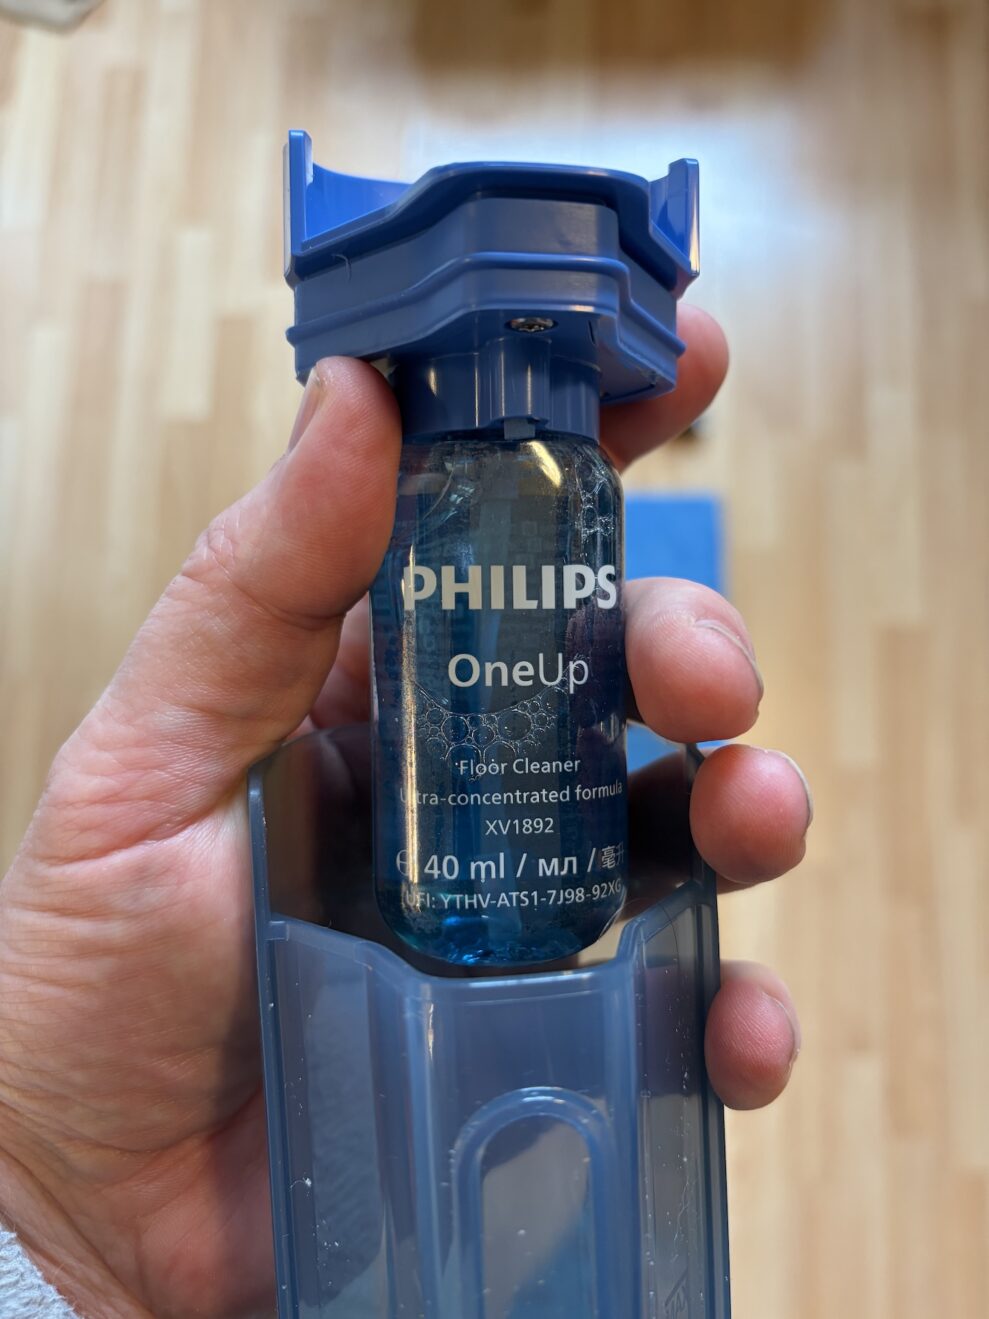 PHILIPS
OneUp
Floor Cleaner
Ultra-concentrated formula
XV1892
℮ 40 ml / мл / 毫升
UFI: YTHV-ATS1-7J98-92XG